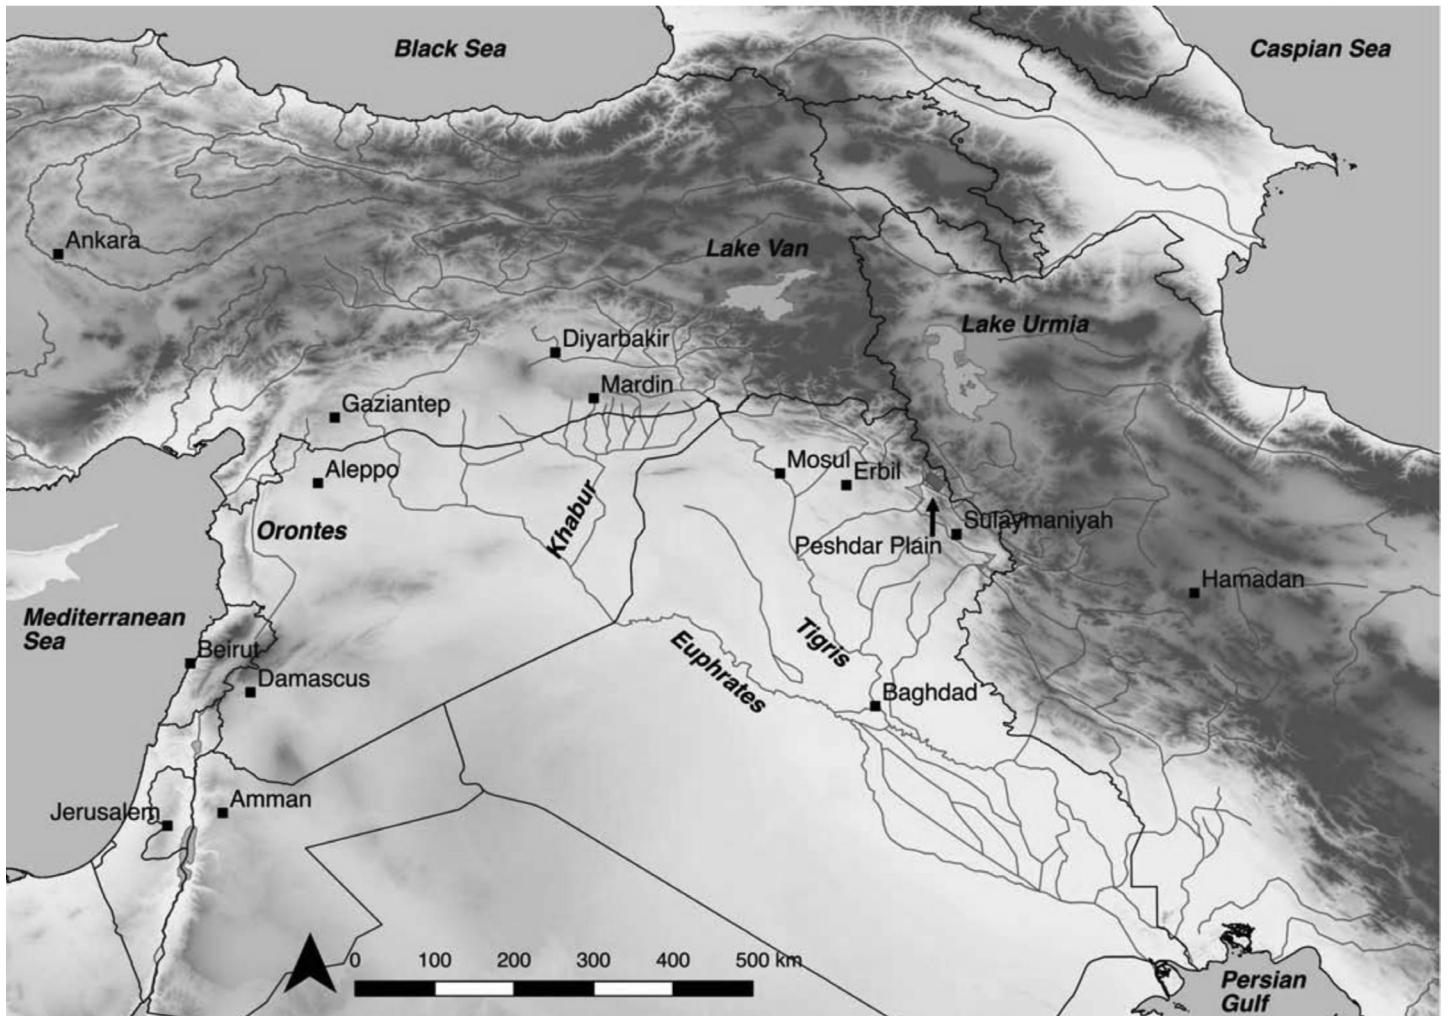 Black Sea
Caspian Sea
Ankara
Lake Van
Lake Urmia
Diyarbakir
Mardin
Gaziantep
Mosul
Erbil
Aleppo
Khabur
Sulaymaniyah
Orontes
Peshdar Plain
Hamadan
Mediterranean
Sea
Tigris
Euphrates
Beirut
Damascus
Baghdad
Amman
Jerusalem
0 100 200 300 400 500 km
Persian
Gulf